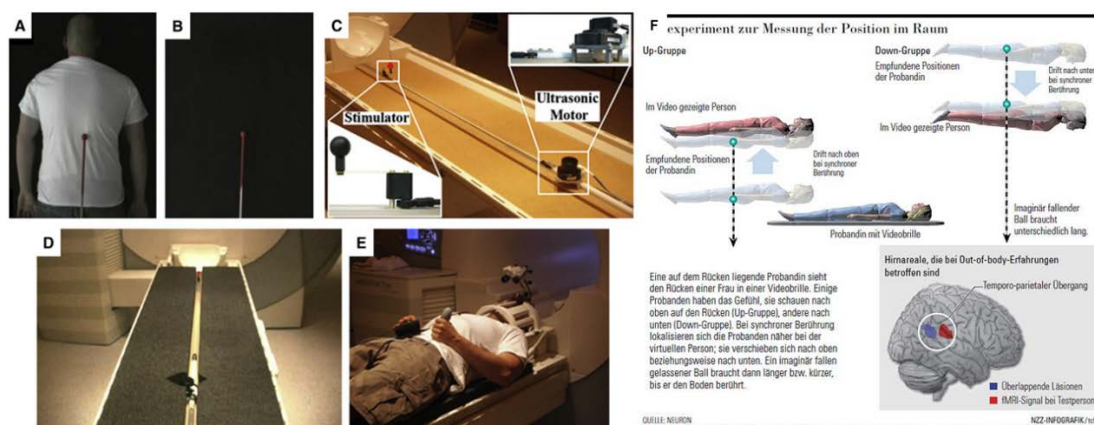 A
B
C
Stimulator
Ultrasonic
Motor
D
E
F
experiment zur Messung der Position im Raum
Up-Gruppe
Im Video gezeigte Person
Empfundene Positionen
der Probandin
Drift nach oben
bei synchroner
Berührung
Probandin mit Videobrille
Down-Gruppe
Empfundene Positionen
der Probandin
Drift nach unten
bei synchroner
Berührung
Im Video gezeigte Person
Imaginär fallender
Ball braucht
unterschiedlich lang.
Eine auf dem Rücken liegende Probandin sieht
den Rücken einer Frau in einer Videobrille. Einige
Probanden haben das Gefühl, sie schauen nach
oben auf den Rücken (Up-Gruppe), andere nach
unten (Down-Gruppe). Bei synchroner Berührung
lokalisieren sich die Probanden näher bei der
virtuellen Person; sie verschieben sich nach oben
beziehungsweise nach unten. Ein imaginär fallen
gelassener Ball braucht dann länger bzw. kürzer,
bis er den Boden berührt.
Hirnareale, die bei Out-of-body-Erfahrungen
betroffen sind
Temporo-parietaler Übergang
Überlappende Läsionen
fMRI-Signal bei Testperson
QUELLE: NEURON
NZZ-INFOGRAFIK/